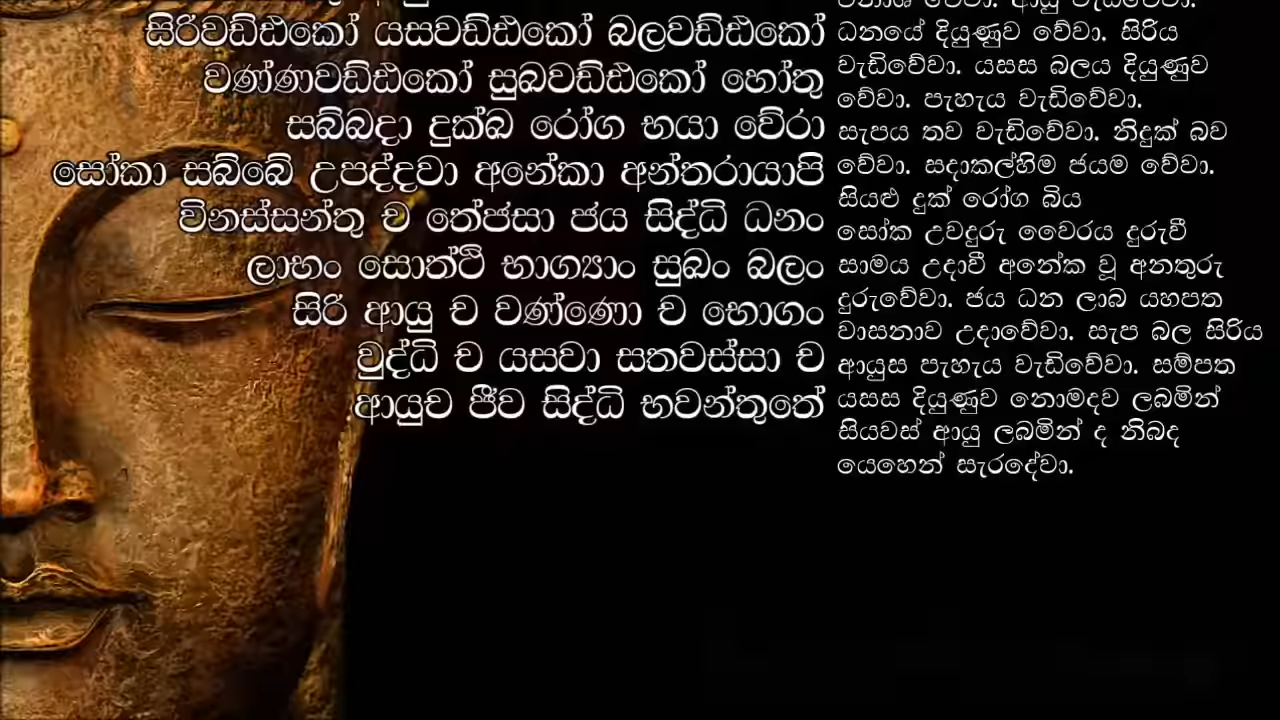 සිරිවඩ්ඪකෝ යසවඩ්ඪකෝ බලවඩ්ඪකෝ
වණ්ණවඩ්ඪකෝ සුඛවඩ්ඪකෝ හෝතු
සබ්බදා දුක්ඛ රෝග භයා වේරා
සෝකා සබ්බේ උපද්දවා අනේකා අන්තරායාපි
විනස්සන්තු ච තේජසා ජය සිද්ධි ධනං
ලාභං සොත්ථි භාග්‍යාං සුඛං බලං
සිරි ආයු ච වණ්ණො ච භොගං
වුද්ධි ච යසවා සතවස්සා ච
ආයුච ජීව සිද්ධි භවන්තුතේ
වේවා. ආයු වැඩිවේවා.
ධනයේ දියුණුව වේවා. සිරිය
වැඩිවේවා. යසස බලය දියුණුව
වේවා. පැහැය වැඩිවේවා.
සැපය තව වැඩිවේවා. නිදුක් බව
වේවා. සදාකල්හිම ජයම වේවා.
සියළු දුක් රෝග බිය
සෝක උවදුරු වෛරය දුරුවී
සාමය උදාවී අනේක වූ අනතුරු
දුරුවේවා. ජය ධන ලාබ යහපත
වාසනාව උදාවේවා. සැප බල සිරිය
ආයුස පැහැය වැඩිවේවා. සම්පත
යසස දියුණුව නොමදව ලබමින්
සියවස් ආයු ලබමින් ද නිබද
යෙහෙන් සැරදේවා.